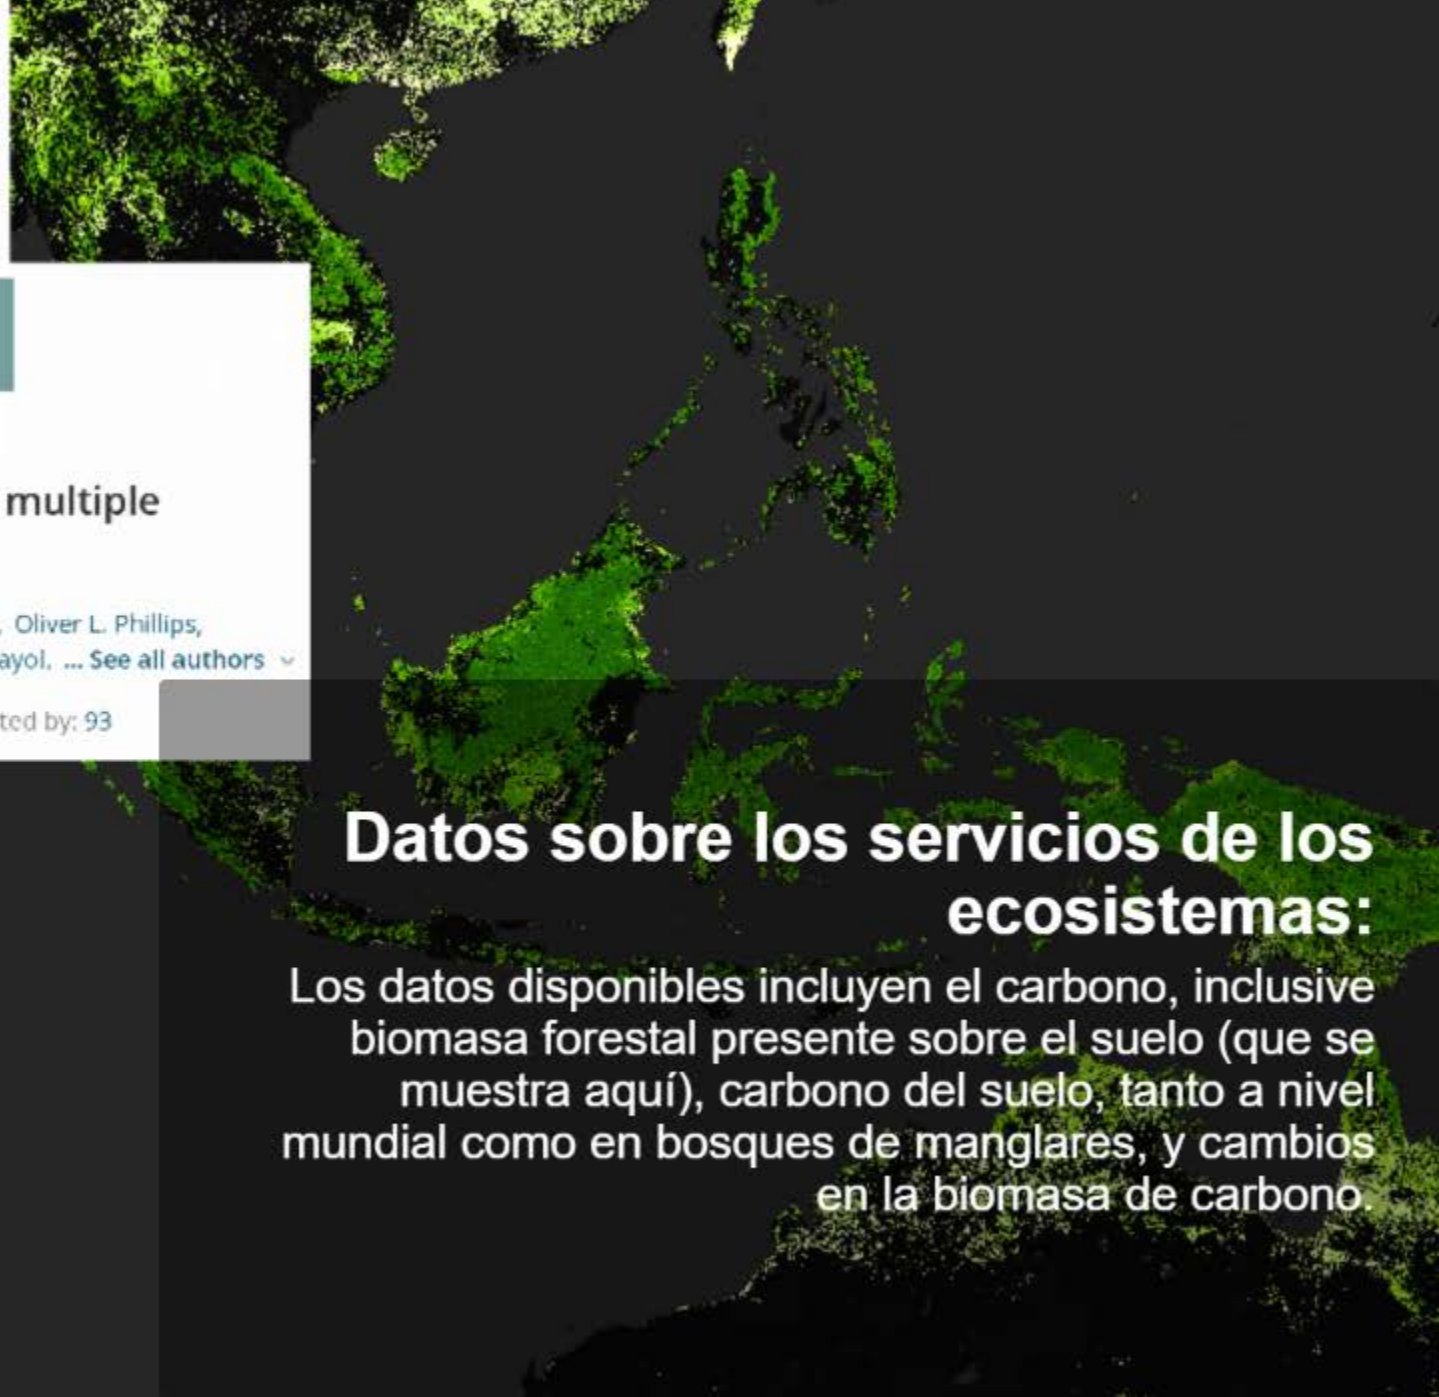 multiple
Oliver L. Phillips,
... See all authors
by: 93
Datos sobre los servicios de los
ecosistemas:
Los datos disponibles incluyen el carbono, inclusive
biomasa forestal presente sobre el suelo (que se
muestra aquí), carbono del suelo, tanto a nivel
mundial como en bosques de manglares, y cambios
en la biomasa de carbono.